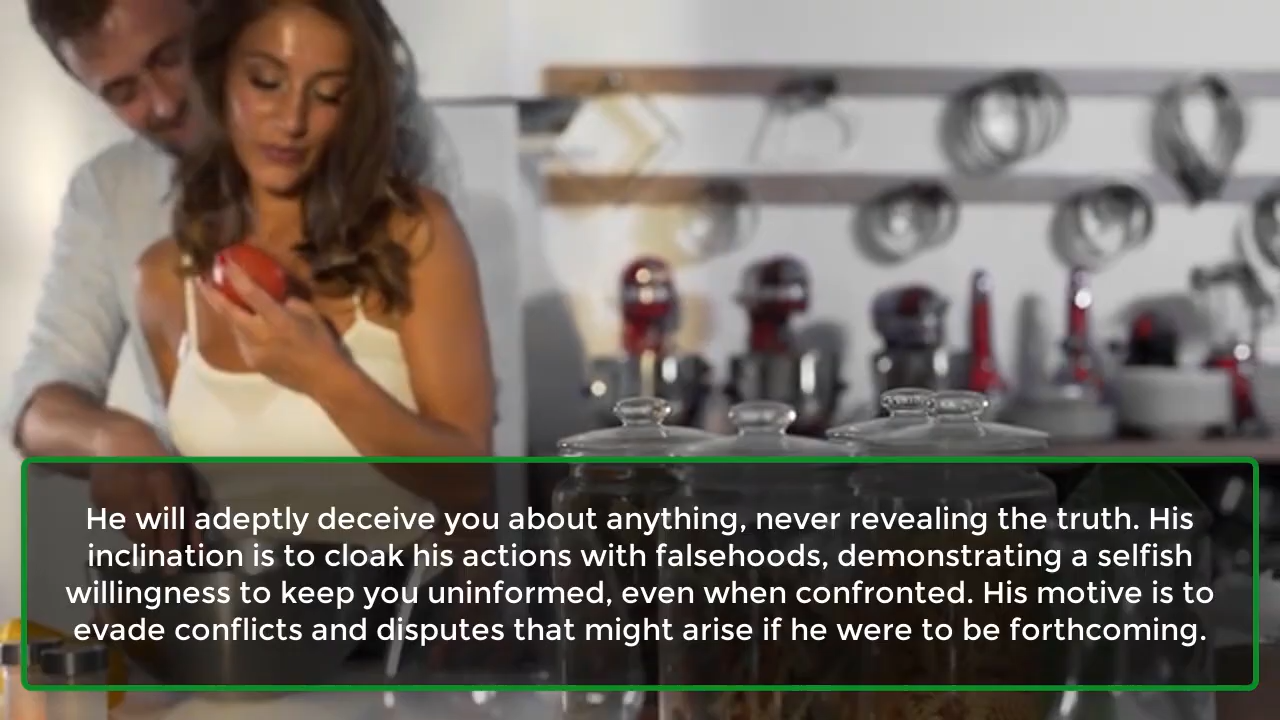 He will adeptly deceive you about anything, never revealing the truth. His
inclination is to cloak his actions with falsehoods, demonstrating a selfish
willingness to keep you uninformed, even when confronted. His motive is to
evade conflicts and disputes that might arise if he were to be forthcoming.